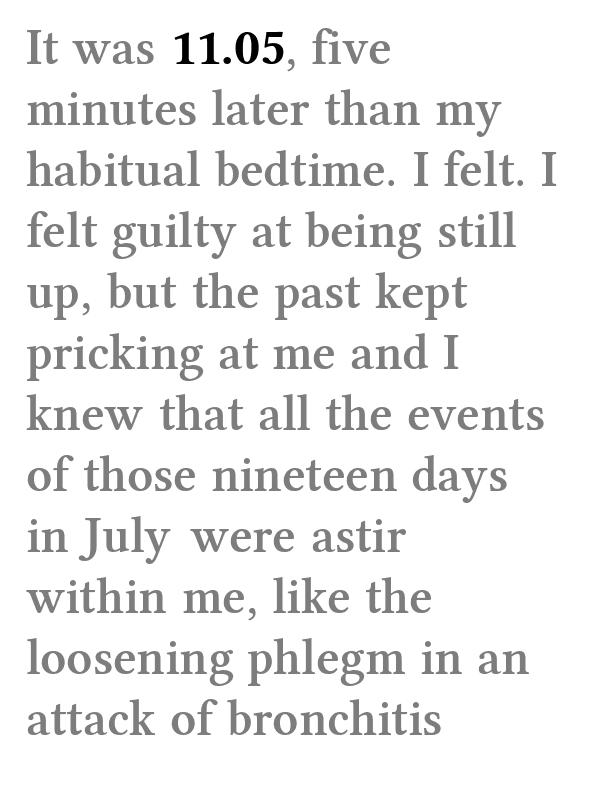 It was 11.05, five
minutes later than my
habitual bedtime. I felt. I
felt guilty at being still
up, but the past kept
pricking at me and I
knew that all the events
of those nineteen days
in July were astir
within me, like the
loosening phlegm in an
attack of bronchitis